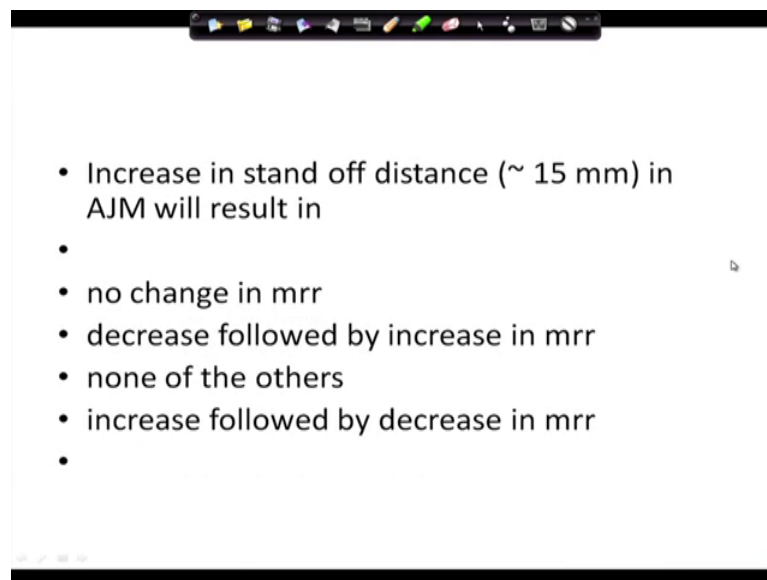 • Increase in stand off distance (~ 15 mm) in
AJM will result in
•
• no change in mrr
• decrease followed by increase in mrr
• none of the others
• increase followed by decrease in mrr
•